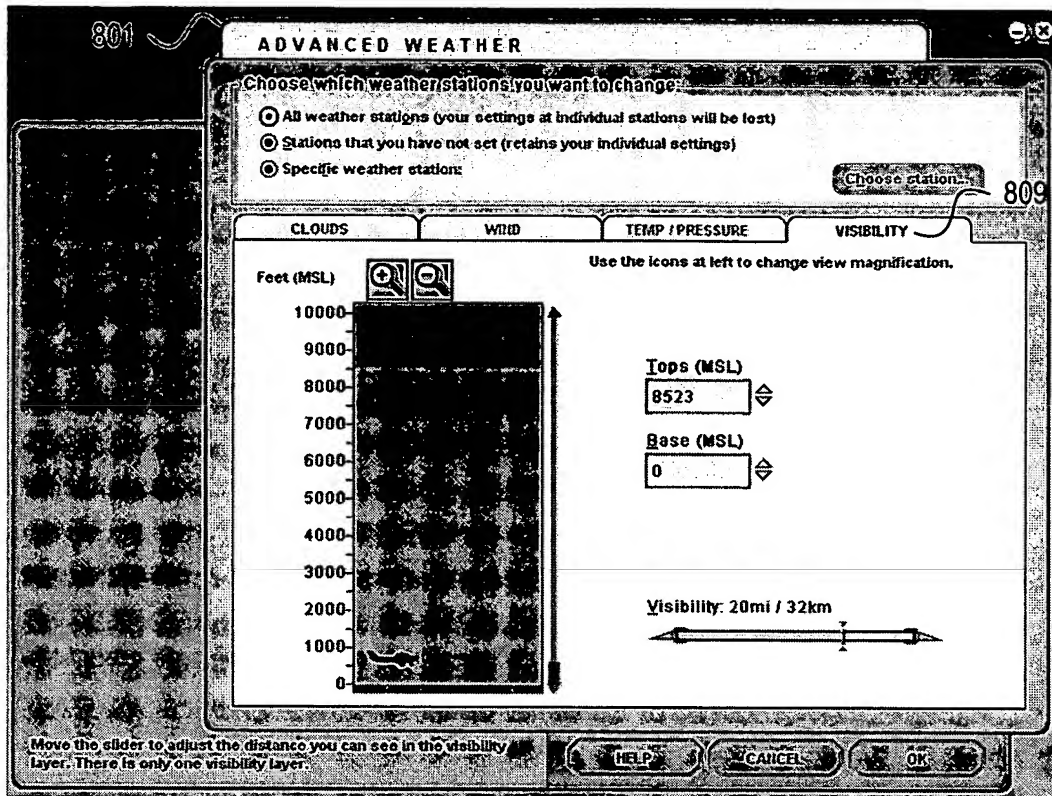 801
ADVANCED WEATHER
Choose which weather stations you want to change:
All weather stations (your settings at individual stations will be lost)
Stations that you have not set (retains your individual settings)
Specific weather station:
Choose station...
809
CLOUDS
WIND
TEMP / PRESSURE
VISIBILITY
Use the icons at left to change view magnification.
Feet (MSL)
10000
9000
8000
7000
6000
5000
4000
3000
2000
1000
0
Tops (MSL)
8523
Base (MSL)
0
Visibility: 20mi / 32km
Move the slider to adjust the distance you can see in the visibility
layer. There is only one visibility layer.
HELP
CANCEL
OK